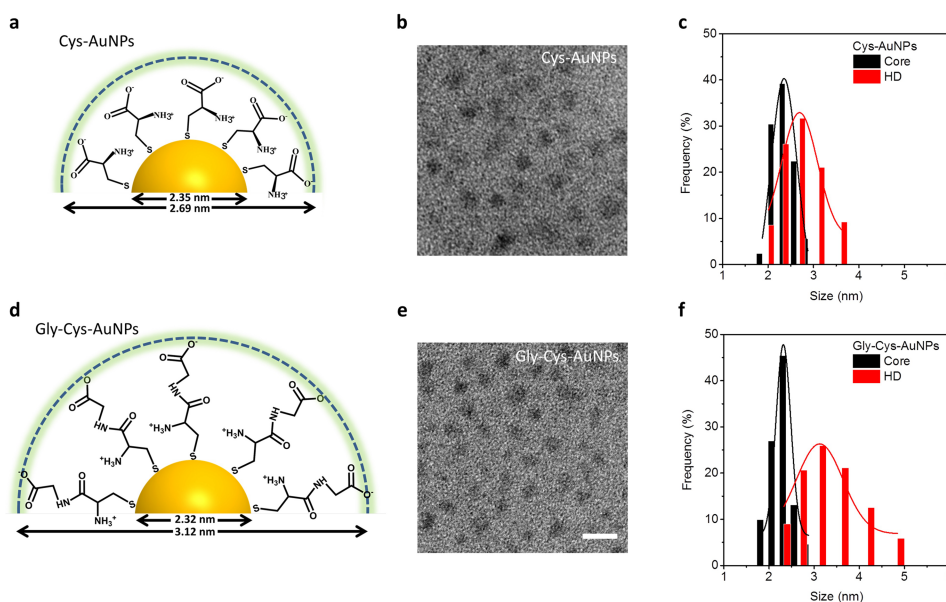 a
Cys-AuNPs
O
O⁻
NH₃⁺
S
O⁻
O
NH₃⁺
S
O
O⁻
NH₃⁺
S
O
O⁻
NH₃⁺
S
O
O⁻
NH₃⁺
S
2.35 nm
2.69 nm
b
Cys-AuNPs
c
Cys-AuNPs
Core
HD
Frequency (%)
50
40
30
20
10
0
1 2 3 4 5
Size (nm)
d
Gly-Cys-AuNPs
O⁻
O
HN
O
NH₃⁺
S
O
O
HN
O
⁺H₃N
S
O
O⁻
HN
O
⁺H₃N
S
O
O
HN
O
⁺H₃N
S
O
O⁻
NH
O
⁺H₃N
S
2.32 nm
3.12 nm
e
Gly-Cys-AuNPs
f
Gly-Cys-AuNPs
Core
HD
Frequency (%)
50
40
30
20
10
0
1 2 3 4 5
Size (nm)